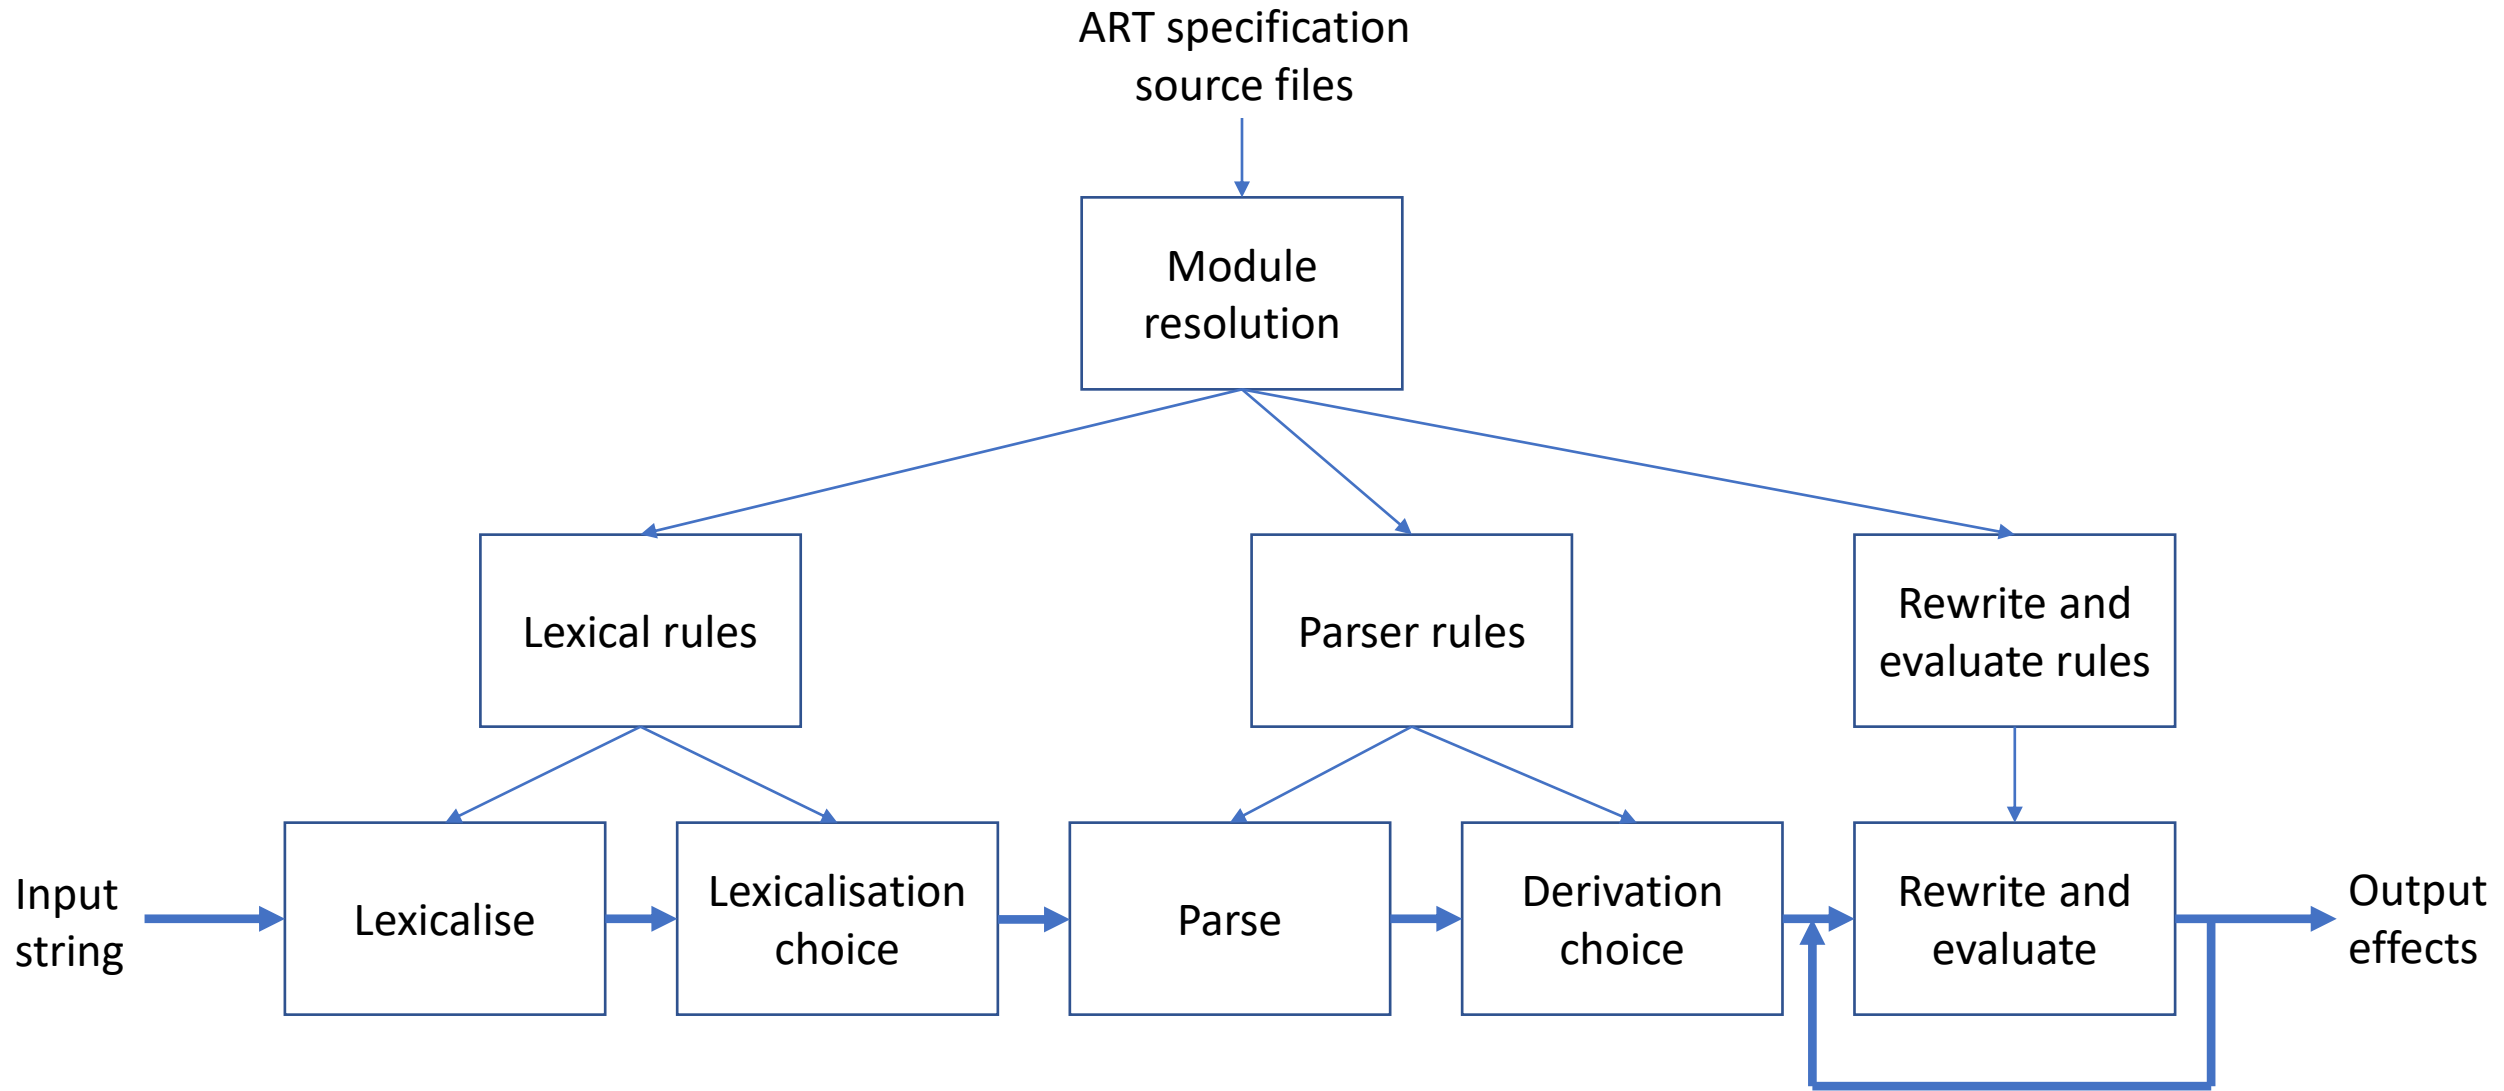 ART specification
source files
Module
resolution
Lexical rules
Parser rules
Rewrite and
evaluate rules
Input
string
Lexicalise
Lexicalisation
choice
Parse
Derivation
choice
Rewrite and
evaluate
Output
effects